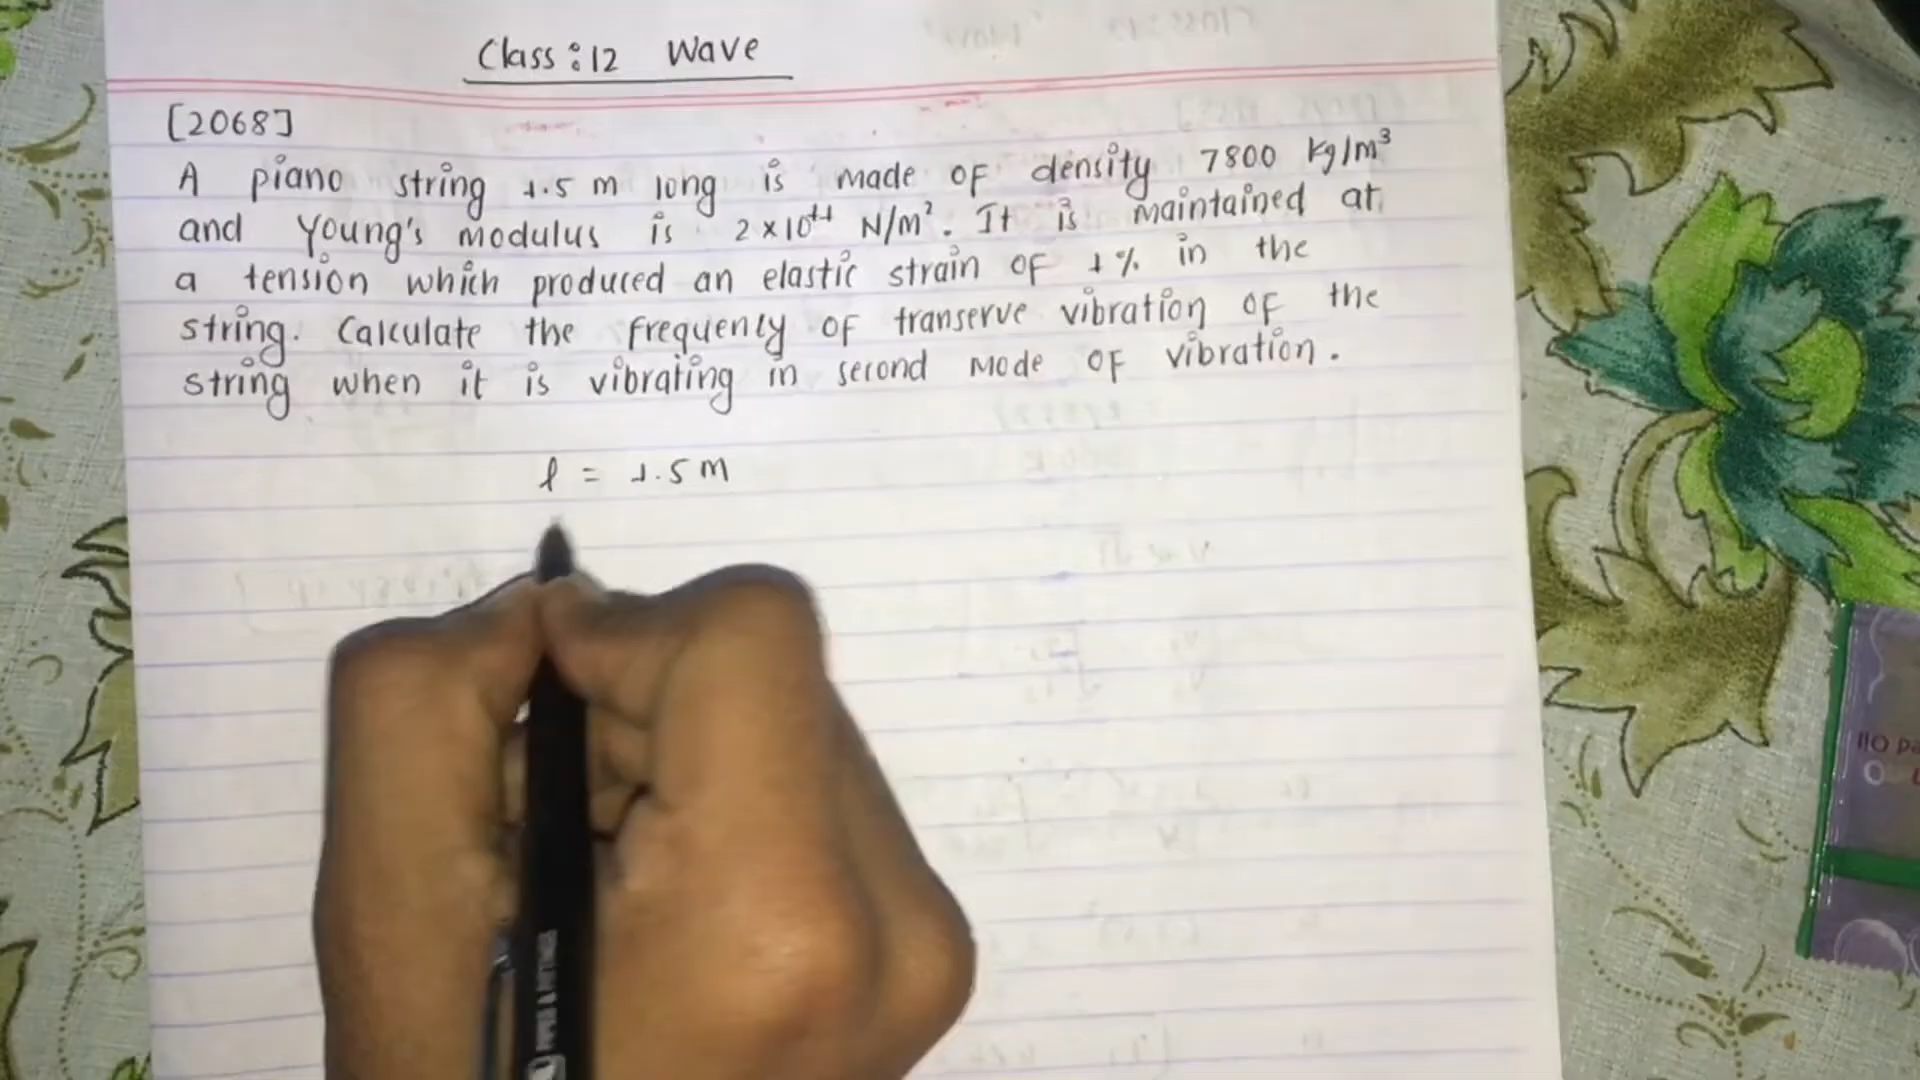 Class: 12 Wave
[2068]
A piano string 1.5 m long is made of density 7800 kg/m³
and Young's modulus is 2×10¹¹ N/m². It is maintained at
a tension which produced an elastic strain of 1% in the
string. Calculate the frequency of transerve vibration of the
string when it is vibrating in second mode of vibration.
l = 1.5 m
110